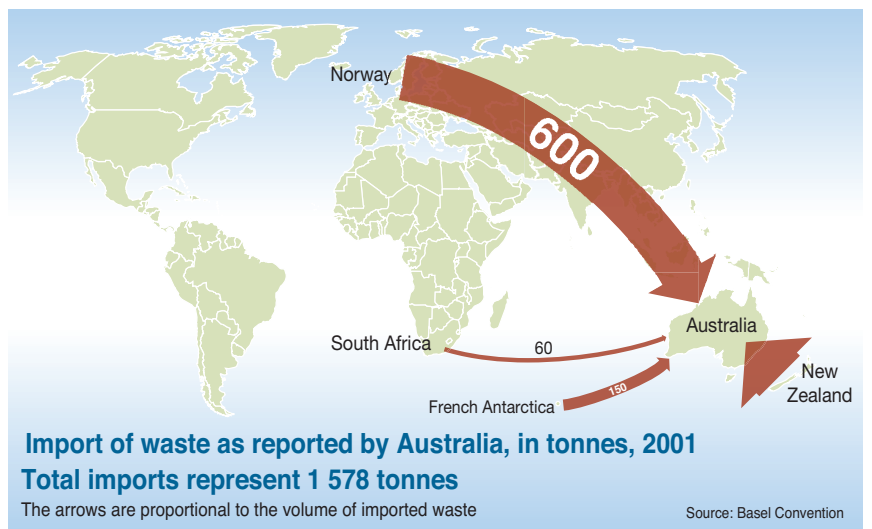 Norway
600
Australia
South Africa
60
New
Zealand
French Antarctica
150
Import of waste as reported by Australia, in tonnes, 2001
Total imports represent 1 578 tonnes
The arrows are proportional to the volume of imported waste
Source: Basel Convention